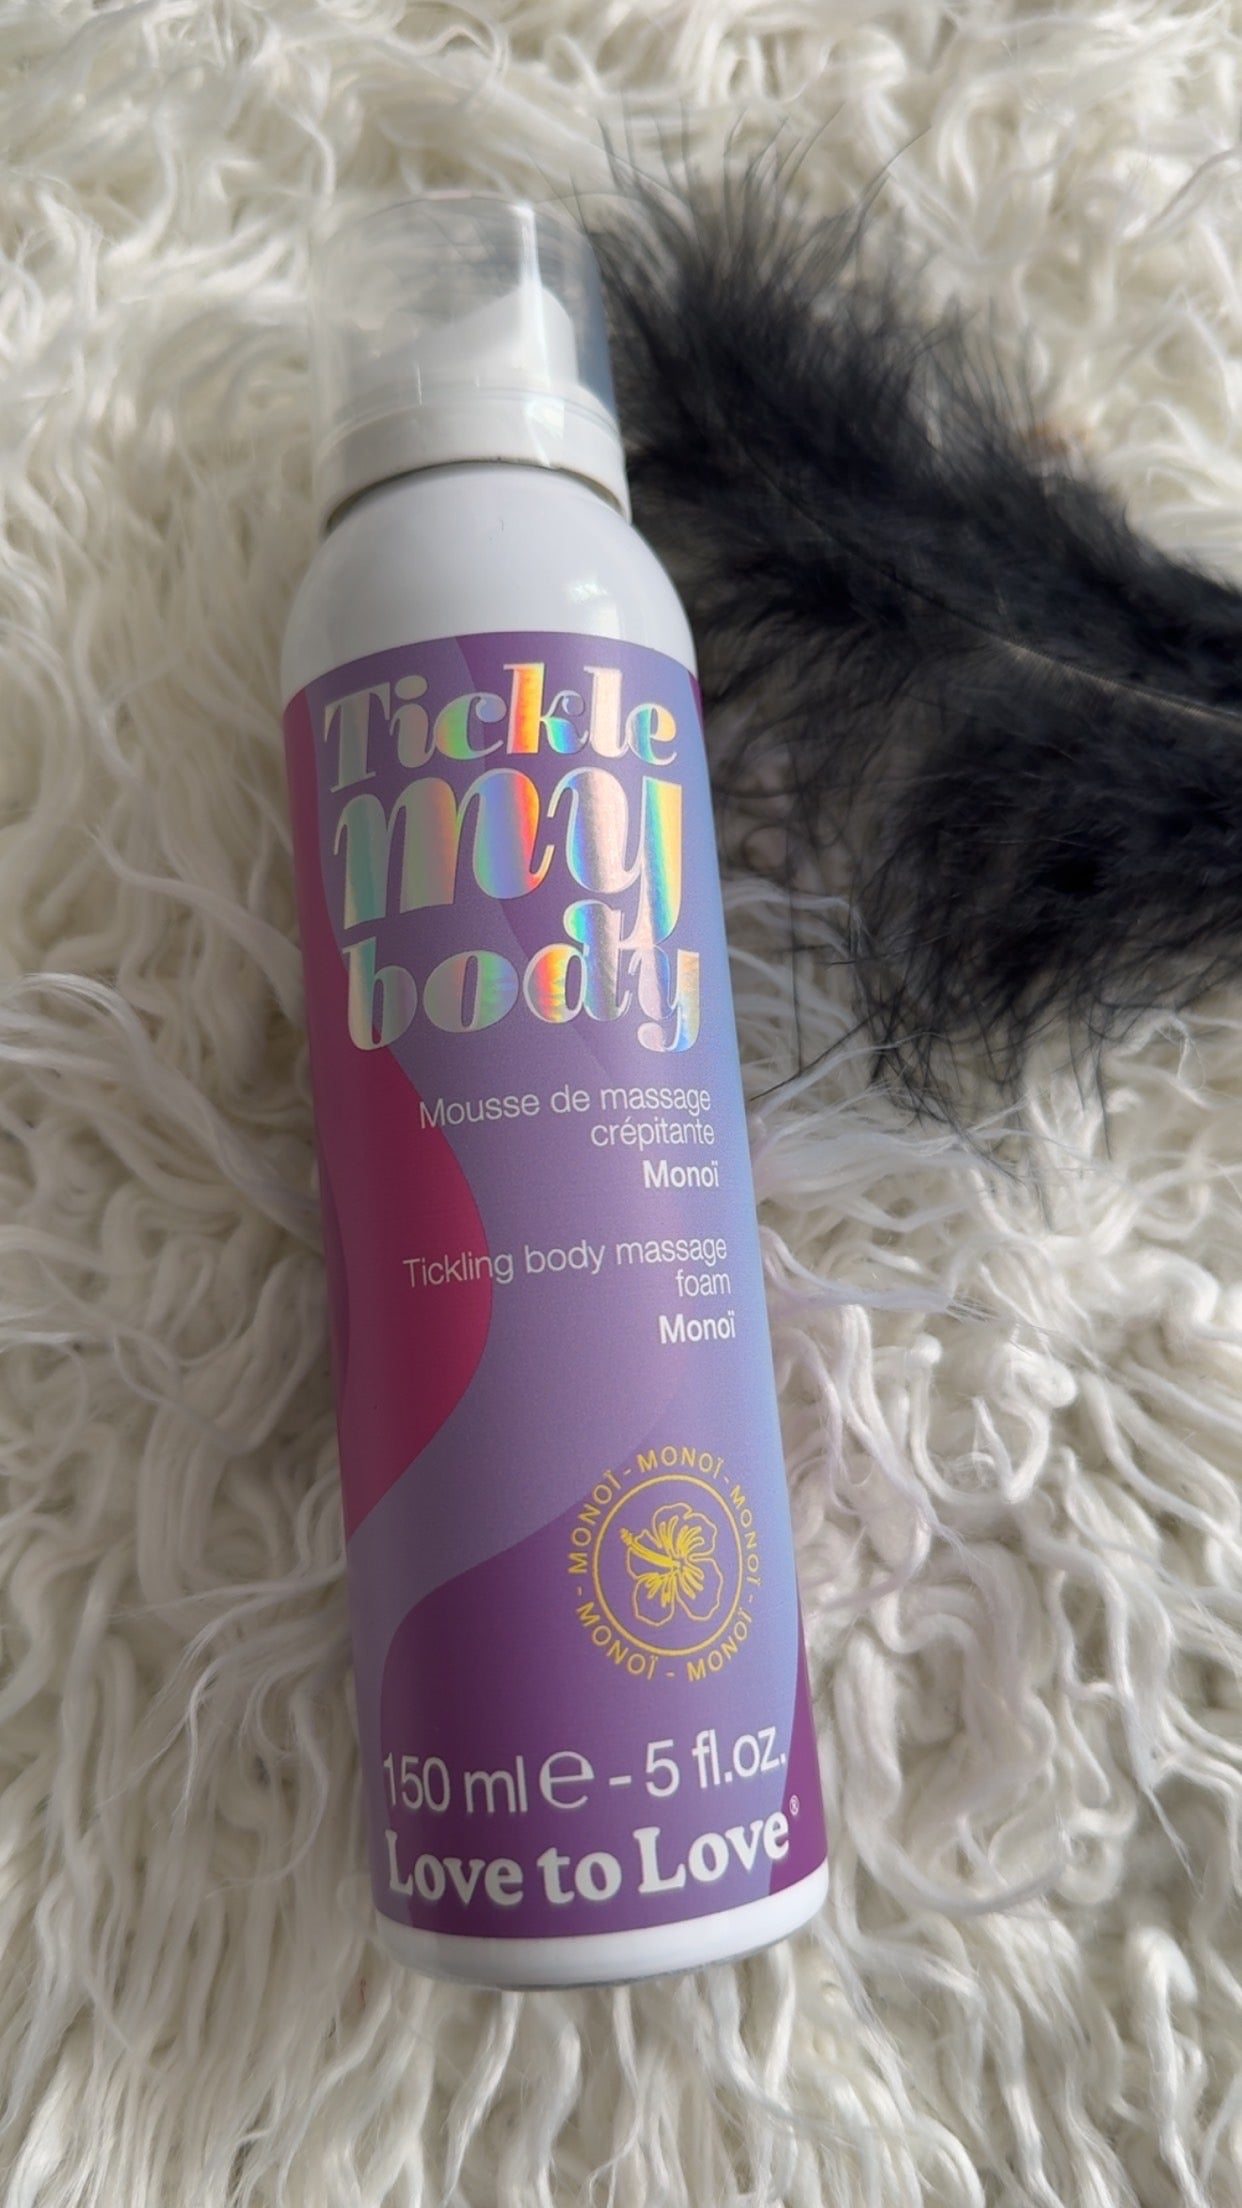 Tickle
my
body
Mousse de massage
crépitante
Monoï
Tickling body massage
foam
Monoï
MONOÏ - MONOÏ - MONOÏ - MONOÏ - MONOÏ -
150 ml e - 5 fl.oz.
Love to Love®